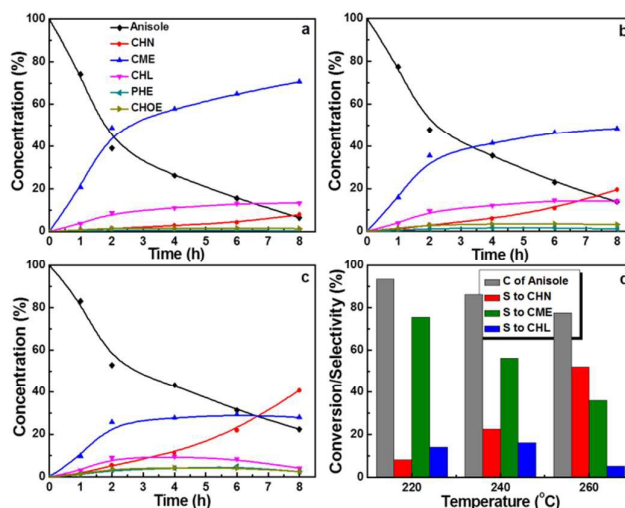 a
Anisole
CHN
CME
CHL
PHE
CHOE
Concentration (%)
100
80
60
40
20
0
0 1 2 3 4 5 6 7 8
Time (h)
b
Concentration (%)
100
80
60
40
20
0
0 1 2 3 4 5 6 7 8
Time (h)
c
Concentration (%)
100
80
60
40
20
0
0 1 2 3 4 5 6 7 8
Time (h)
d
C of Anisole
S to CHN
S to CME
S to CHL
Conversion/Selectivity (%)
100
80
60
40
20
0
220 240 260
Temperature (°C)